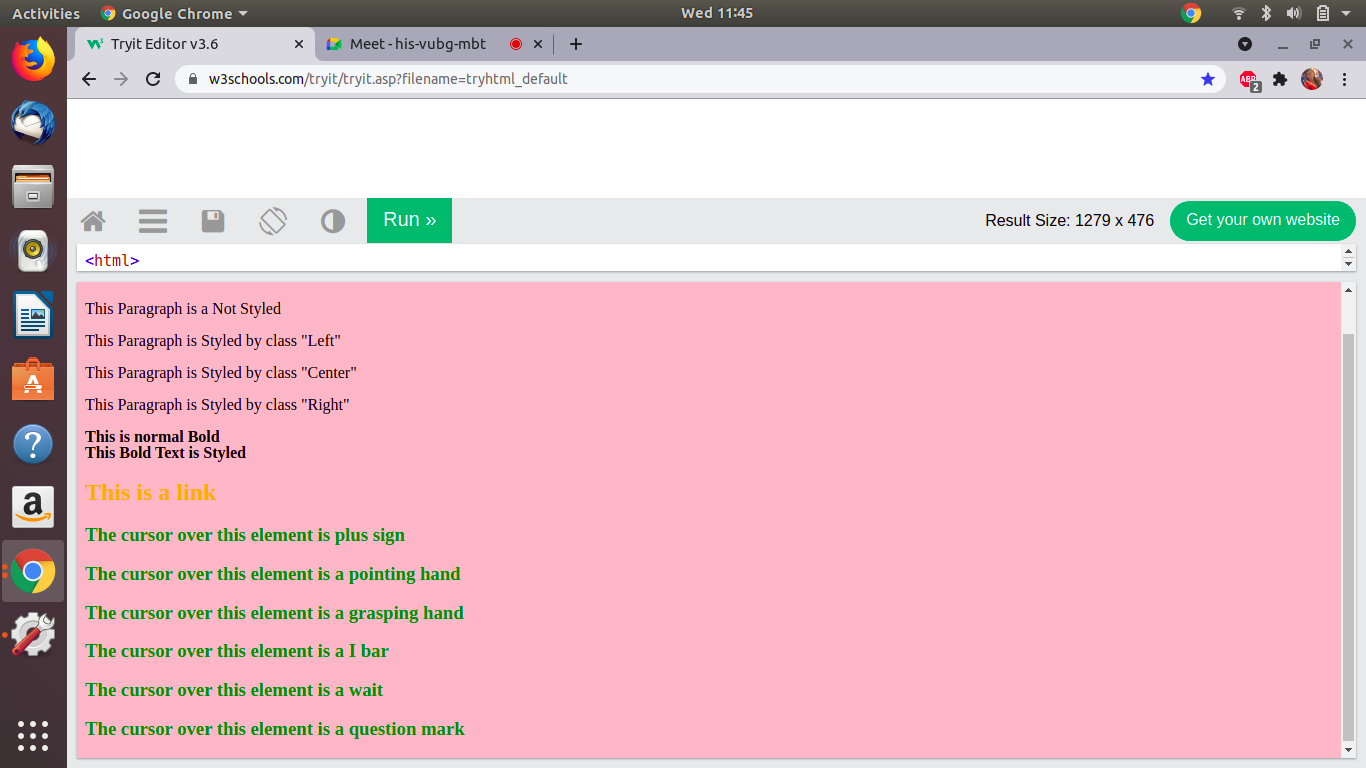 Activities
Google Chrome
Wed 11:45
Tryit Editor v3.6
Meet - his-vubg-mbt
w3schools.com/tryit/tryit.asp?filename=tryhtml_default
ABP
2
Run »
Result Size: 1279 x 476
Get your own website
<html>
This Paragraph is a Not Styled
This Paragraph is Styled by class "Left"
This Paragraph is Styled by class "Center"
This Paragraph is Styled by class "Right"
This is normal Bold
This Bold Text is Styled
This is a link
The cursor over this element is plus sign
The cursor over this element is a pointing hand
The cursor over this element is a grasping hand
The cursor over this element is a I bar
The cursor over this element is a wait
The cursor over this element is a question mark